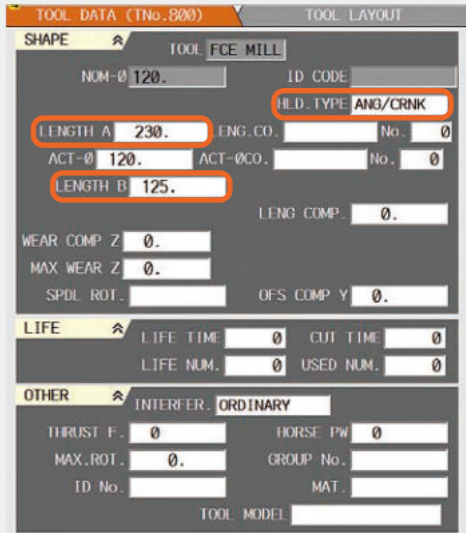 TOOL DATA (TNo.800) TOOL LAYOUT
SHAPE
TOOL FCE MILL
NOM-Ø 120. ID CODE
HLD.TYPE ANG/CRNK
LENGTH A 230. LENG.CO. No. 0
ACT-Ø 120. ACT-ØCO. No. 0
LENGTH B 125.
LENG COMP. 0.
WEAR COMP Z 0.
MAX WEAR Z 0.
SPDL ROT. OFS COMP Y 0.
LIFE
LIFE TIME 0 CUT TIME 0
LIFE NUM. 0 USED NUM. 0
OTHER
INTERFER. ORDINARY
THRUST F. 0 HORSE PW 0
MAX.ROT. 0. GROUP No.
ID No. MAT.
TOOL MODEL